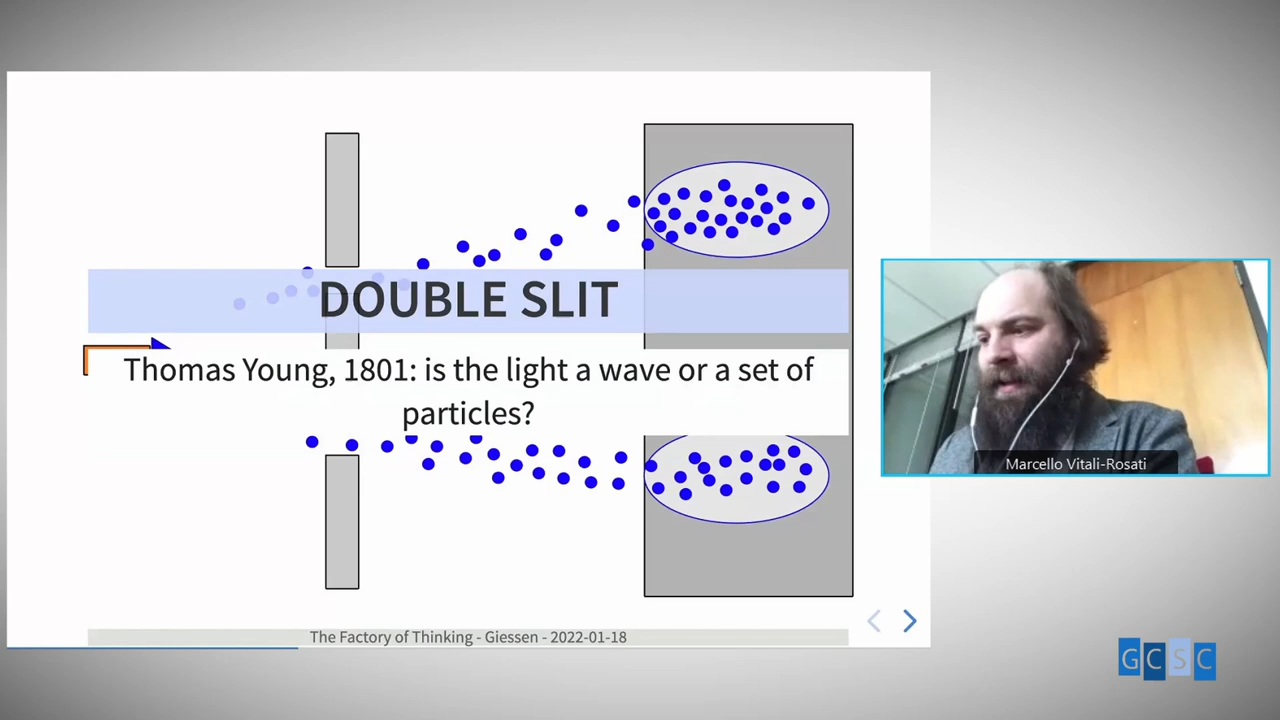 DOUBLE SLIT
Thomas Young, 1801: is the light a wave or a set of
particles?
Marcello Vitali-Rosati
The Factory of Thinking - Giessen - 2022-01-18
GCSC